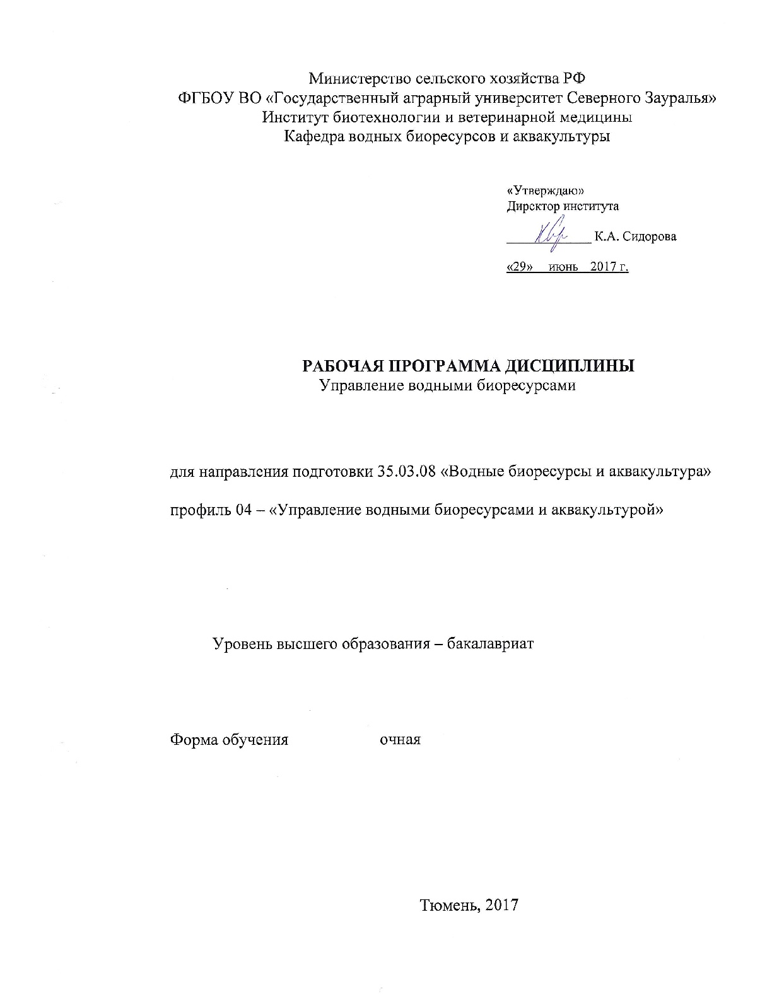 Министерство сельского хозяйства РФ
ФГБОУ ВО «Государственный аграрный университет Северного Зауралья»
Институт биотехнологии и ветеринарной медицины
Кафедра водных биоресурсов и аквакультуры
«Утверждаю»
Директор института
К.А. Сидорова
«29» июнь 2017 г.
РАБОЧАЯ ПРОГРАММА ДИСЦИПЛИНЫ
Управление водными биоресурсами
для направления подготовки 35.03.08 «Водные биоресурсы и аквакультура»
профиль 04 – «Управление водными биоресурсами и аквакультурой»
Уровень высшего образования – бакалавриат
Форма обучения очная
Тюмень, 2017